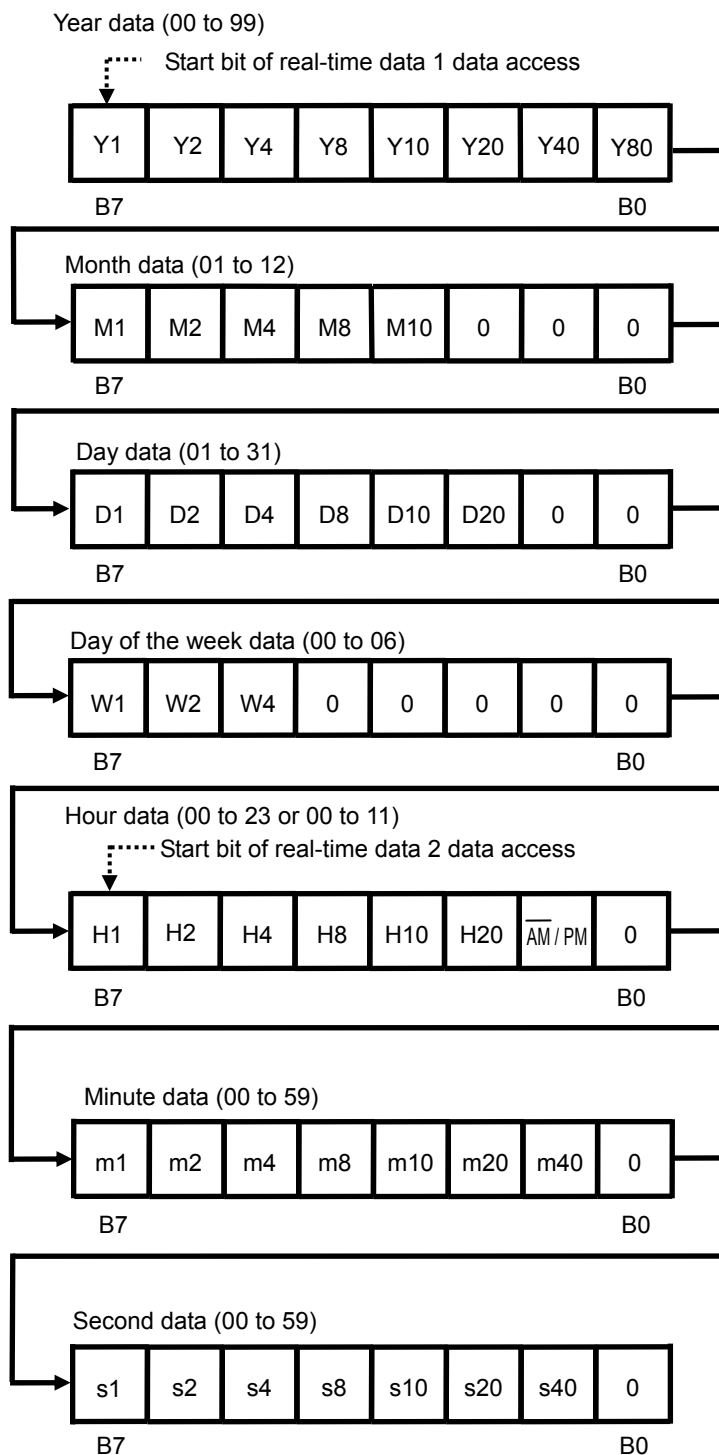 Year data (00 to 99)
Start bit of real-time data 1 data access
Y1 Y2 Y4 Y8 Y10 Y20 Y40 Y80
B7 B0
Month data (01 to 12)
M1 M2 M4 M8 M10 0 0 0
B7 B0
Day data (01 to 31)
D1 D2 D4 D8 D10 D20 0 0
B7 B0
Day of the week data (00 to 06)
W1 W2 W4 0 0 0 0 0
B7 B0
Hour data (00 to 23 or 00 to 11)
Start bit of real-time data 2 data access
H1 H2 H4 H8 H10 H20 A̅M̅ / PM 0
B7 B0
Minute data (00 to 59)
m1 m2 m4 m8 m10 m20 m40 0
B7 B0
Second data (00 to 59)
s1 s2 s4 s8 s10 s20 s40 0
B7 B0